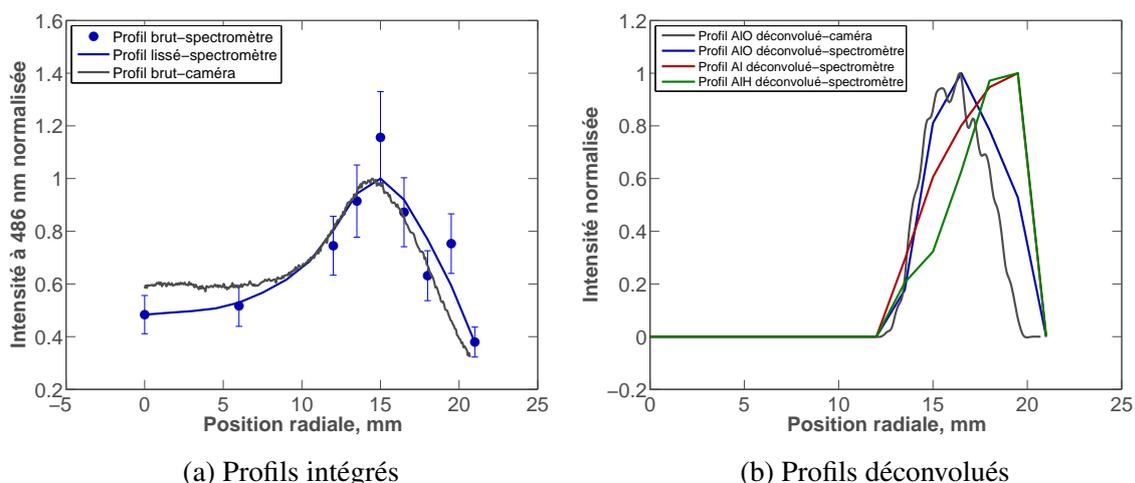 1.6
1.4
1.2
1
0.8
0.6
0.4
0.2
−5
0
5
10
15
20
25
Intensité à 486 nm normalisée
Position radiale, mm
Profil brut−spectromètre
Profil lissé−spectromètre
Profil brut−caméra
(a) Profils intégrés
1.2
1
0.8
0.6
0.4
0.2
0
−0.2
0
5
10
15
20
25
Intensité normalisée
Position radiale, mm
Profil AlO déconvolué−caméra
Profil AlO déconvolué−spectromètre
Profil Al déconvolué−spectromètre
Profil AlH déconvolué−spectromètre
(b) Profils déconvolués